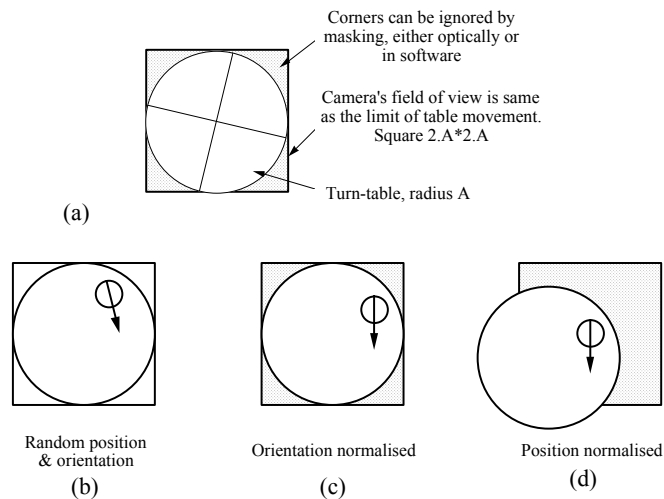 Corners can be ignored by
masking, either optically or
in software
Camera's field of view is same
as the limit of table movement.
Square 2.A*2.A
Turn-table, radius A
(a)
Random position
& orientation
(b)
Orientation normalised
(c)
Position normalised
(d)